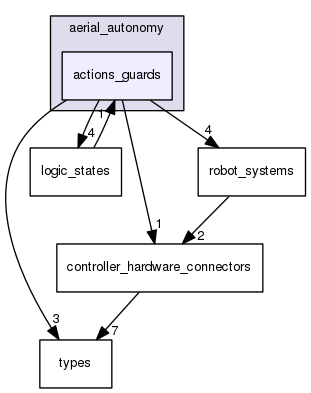 aerial_autonomy
actions_guards
1
4
4
logic_states
robot_systems
1
2
controller_hardware_connectors
3
7
types